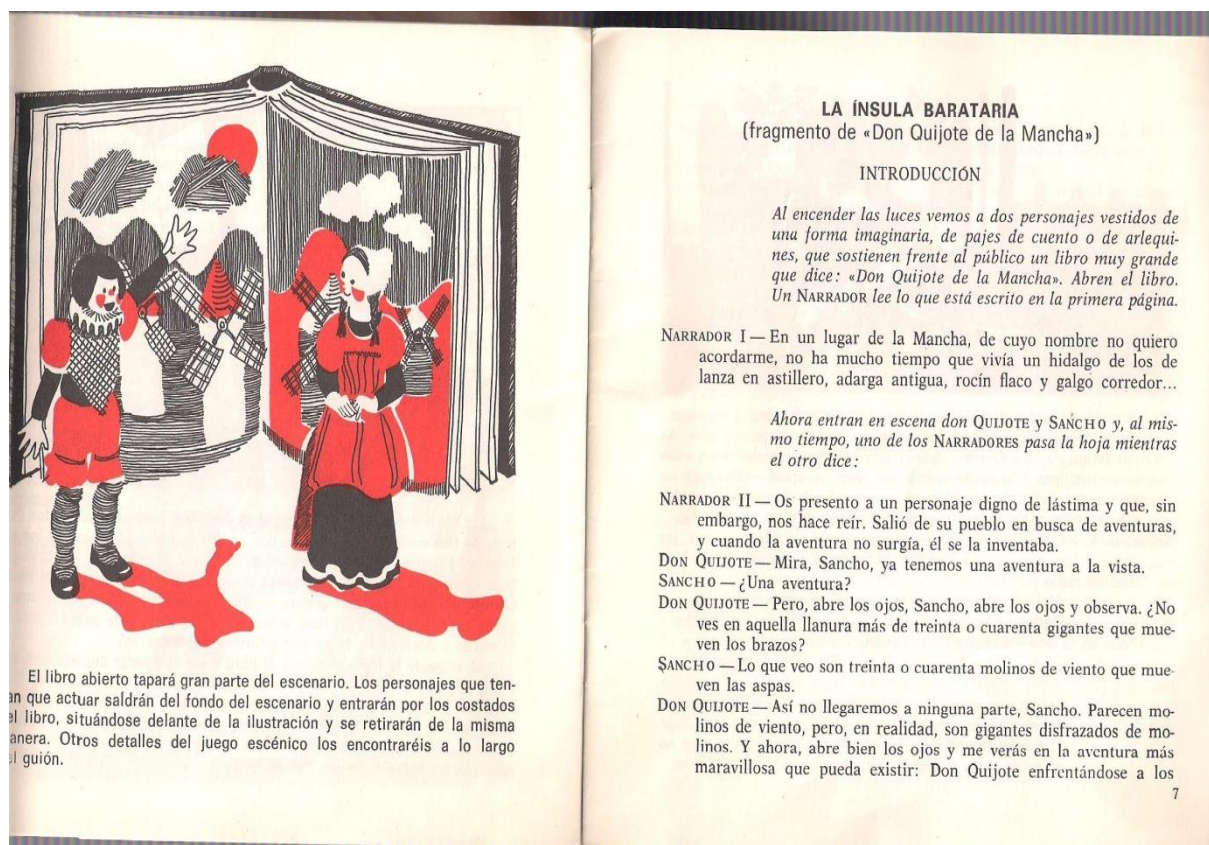 El libro abierto tapará gran parte del escenario. Los personajes que ten-
an que actuar saldrán del fondo del escenario y entrarán por los costados
el libro, situándose delante de la ilustración y se retirarán de la misma
anera. Otros detalles del juego escénico los encontraréis a lo largo
el guión.
LA ÍNSULA BARATARIA
(fragmento de «Don Quijote de la Mancha»)
INTRODUCCIÓN
Al encender las luces vemos a dos personajes vestidos de
una forma imaginaria, de pajes de cuento o de arlequi-
nes, que sostienen frente al público un libro muy grande
que dice: «Don Quijote de la Mancha». Abren el libro.
Un NARRADOR lee lo que está escrito en la primera página.
NARRADOR I — En un lugar de la Mancha, de cuyo nombre no quiero
acordarme, no ha mucho tiempo que vivía un hidalgo de los de
lanza en astillero, adarga antigua, rocín flaco y galgo corredor...
Ahora entran en escena don QUIJOTE y SANCHO y, al mis-
mo tiempo, uno de los NARRADORES pasa la hoja mientras
el otro dice:
NARRADOR II — Os presento a un personaje digno de lástima y que, sin
embargo, nos hace reír. Salió de su pueblo en busca de aventuras,
y cuando la aventura no surgía, él se la inventaba.
DON QUIJOTE — Mira, Sancho, ya tenemos una aventura a la vista.
SANCHO — ¿Una aventura?
DON QUIJOTE — Pero, abre los ojos, Sancho, abre los ojos y observa. ¿No
ves en aquella llanura más de treinta o cuarenta gigantes que mue-
ven los brazos?
SANCHO — Lo que veo son treinta o cuarenta molinos de viento que mue-
ven las aspas.
DON QUIJOTE — Así no llegaremos a ninguna parte, Sancho. Parecen mo-
linos de viento, pero, en realidad, son gigantes disfrazados de mo-
linos. Y ahora, abre bien los ojos y me verás en la aventura más
maravillosa que pueda existir: Don Quijote enfrentándose a los
7